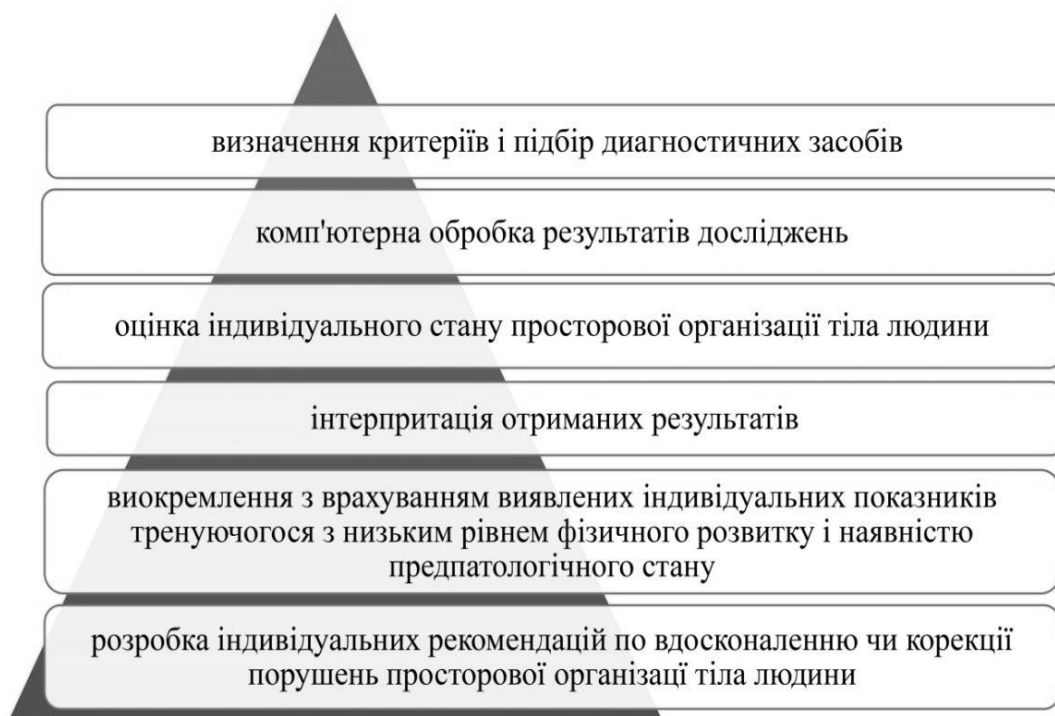 визначення критеріїв і підбір диагностичних засобів
комп'ютерна обробка результатів досліджень
оцінка індивідуального стану просторової організації тіла людини
інтерпритація отриманих результатів
виокремлення з врахуванням виявлених індивідуальних показників
тренуючогося з низьким рівнем фізичного розвитку і наявністю
предпатологічного стану
розробка індивідуальних рекомендацій по вдосконаленню чи корекції
порушень просторової організаці тіла людини